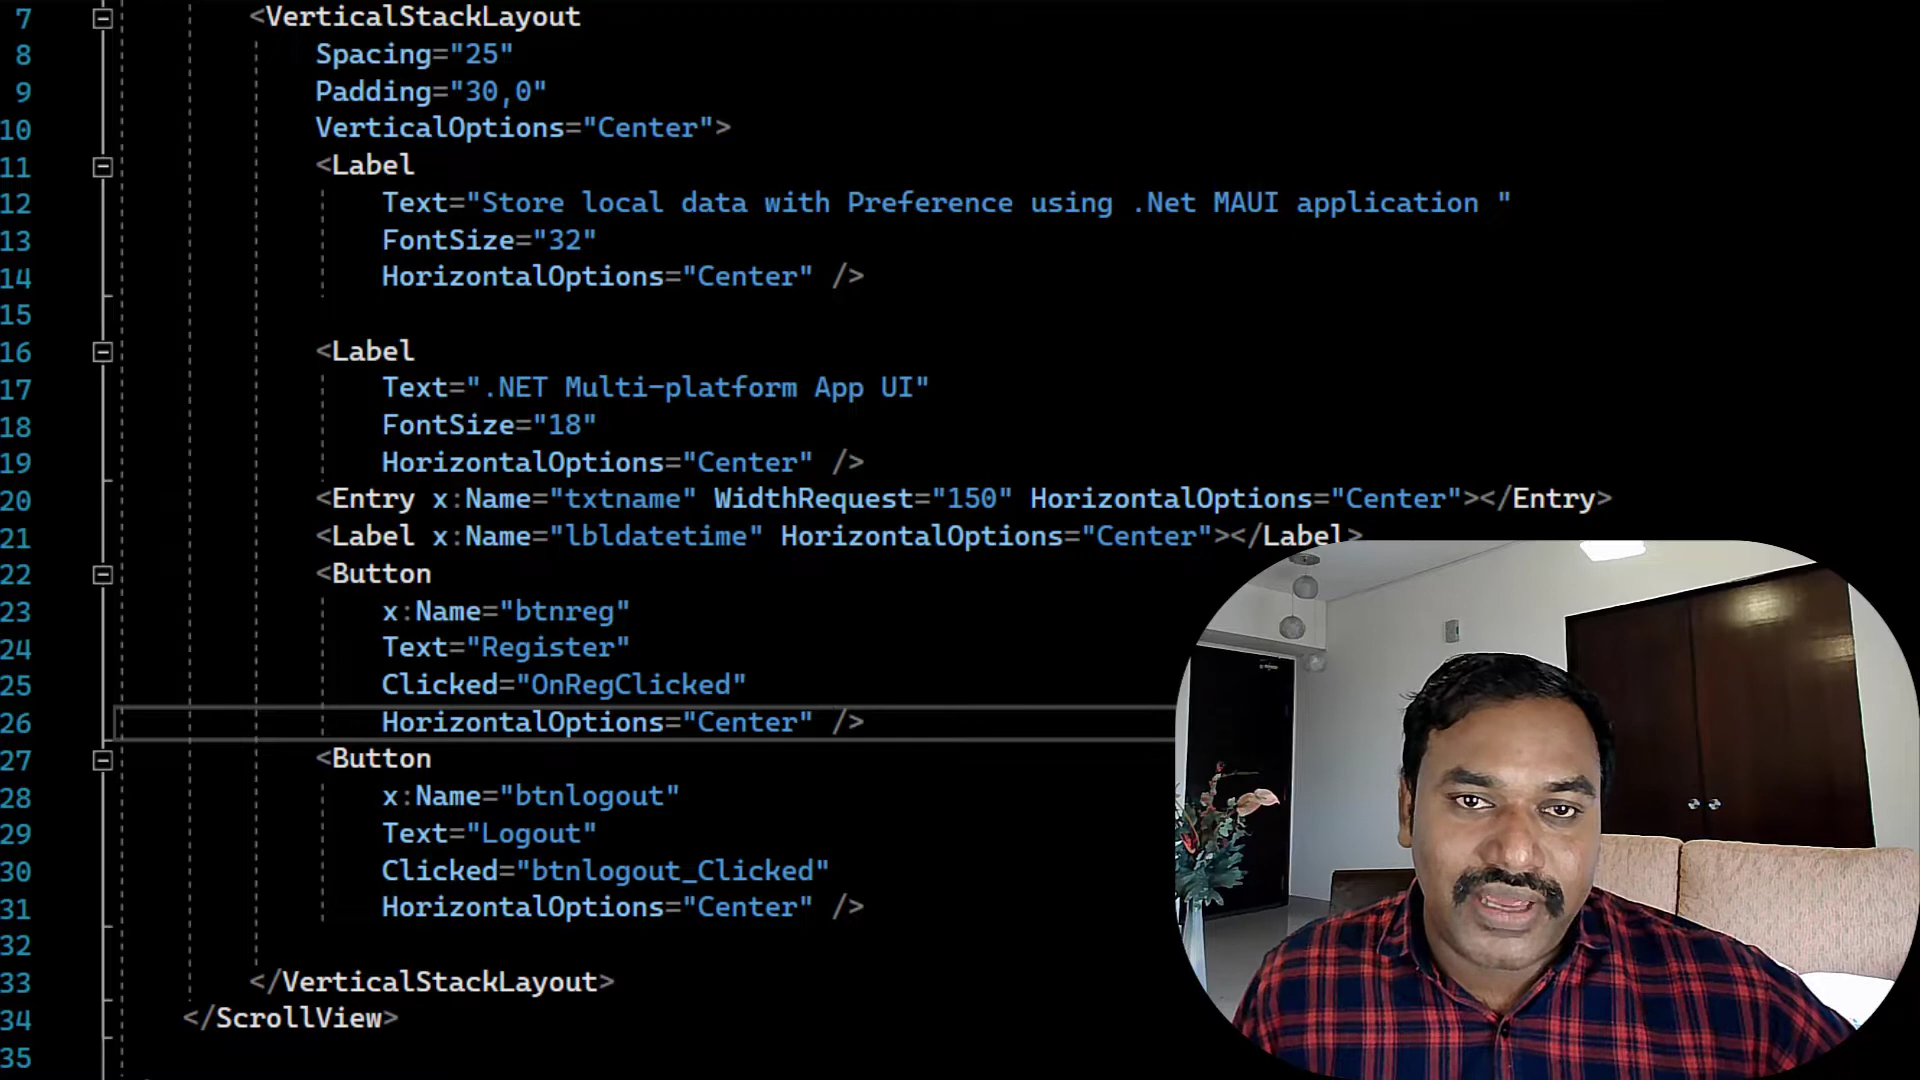 7 <VerticalStackLayout
8 Spacing="25"
9 Padding="30,0"
10 VerticalOptions="Center">
11 <Label
12 Text="Store local data with Preference using .Net MAUI application "
13 FontSize="32"
14 HorizontalOptions="Center" />
15
16 <Label
17 Text=".NET Multi-platform App UI"
18 FontSize="18"
19 HorizontalOptions="Center" />
20 <Entry x:Name="txtname" WidthRequest="150" HorizontalOptions="Center"></Entry>
21 <Label x:Name="lbldatetime" HorizontalOptions="Center"></Label>
22 <Button
23 x:Name="btnreg"
24 Text="Register"
25 Clicked="OnRegClicked"
26 HorizontalOptions="Center" />
27 <Button
28 x:Name="btnlogout"
29 Text="Logout"
30 Clicked="btnlogout_Clicked"
31 HorizontalOptions="Center" />
32
33 </VerticalStackLayout>
34 </ScrollView>
35